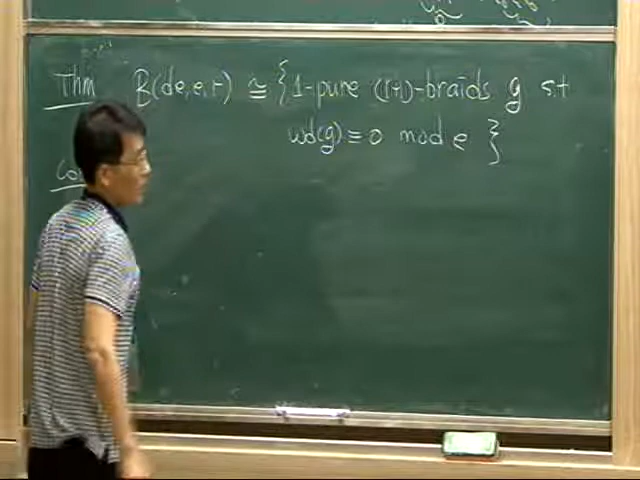 Thm B(de,e,r) ≅ { 1-pure (r+1)-braids g s.t
wd(g) ≡ 0 mod e }